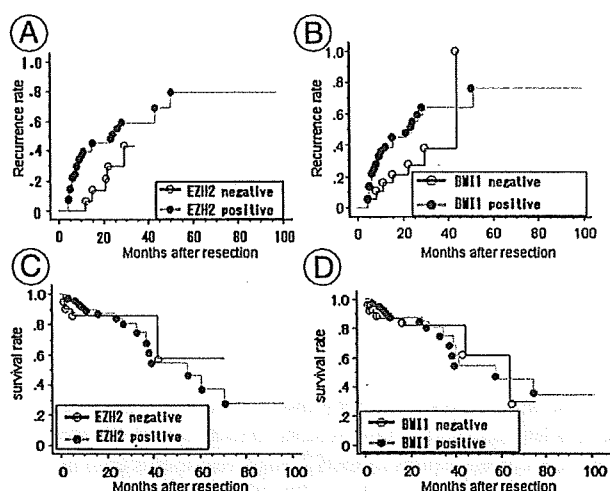 A
B
Recurrence rate
1
.8
.6
.4
.2
0
EZH2 negative
EZH2 positive
0 20 40 60 80 100
Months after resection
Recurrence rate
1.0
.8
.6
.4
.2
0
BMI1 negative
BMI1 positive
0 20 40 60 80 100
Months after resection
C
D
survival rate
1.0
.8
.6
.4
.2
0
EZH2 negative
EZH2 positive
0 20 40 60 80 100
Months after resection
survival rate
1.0
.8
.6
.4
.2
0
BMI1 negative
BMI1 positive
0 20 40 60 80 100
Months after resection